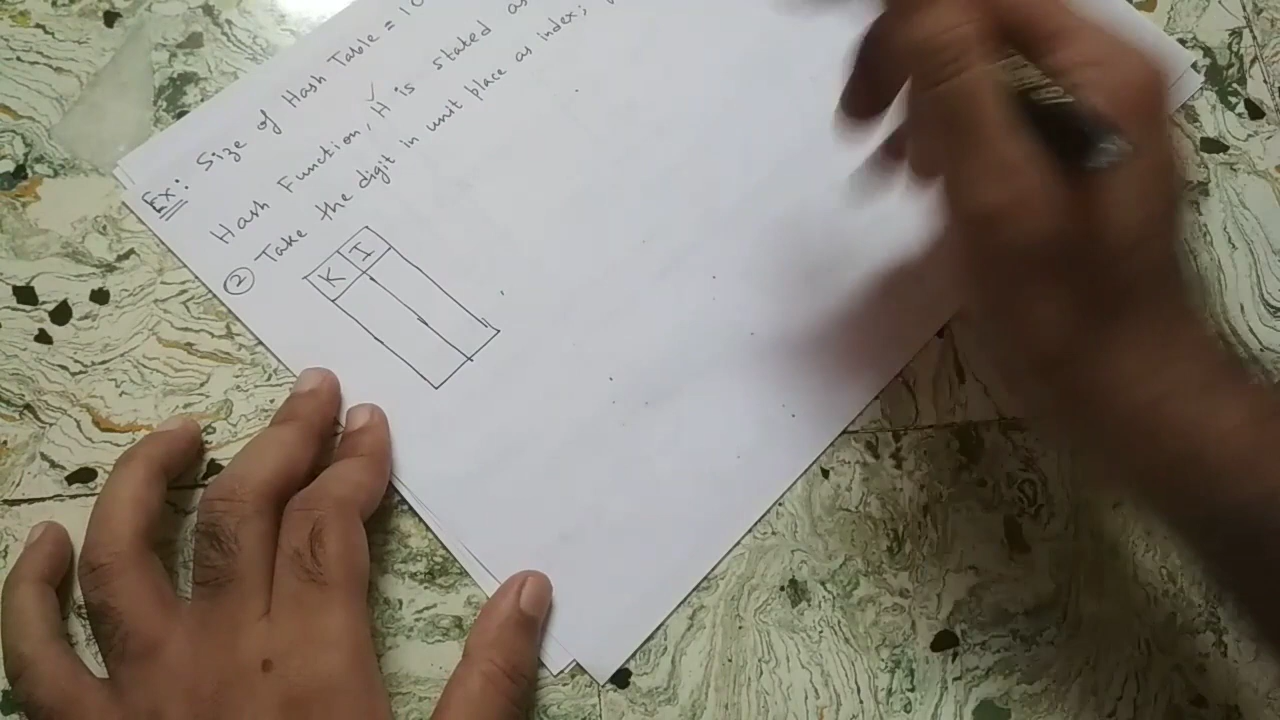 Ex: Size of Hash Table = 10
Hash Function, H is stated as
② Take the digit in unit place as index;
K I